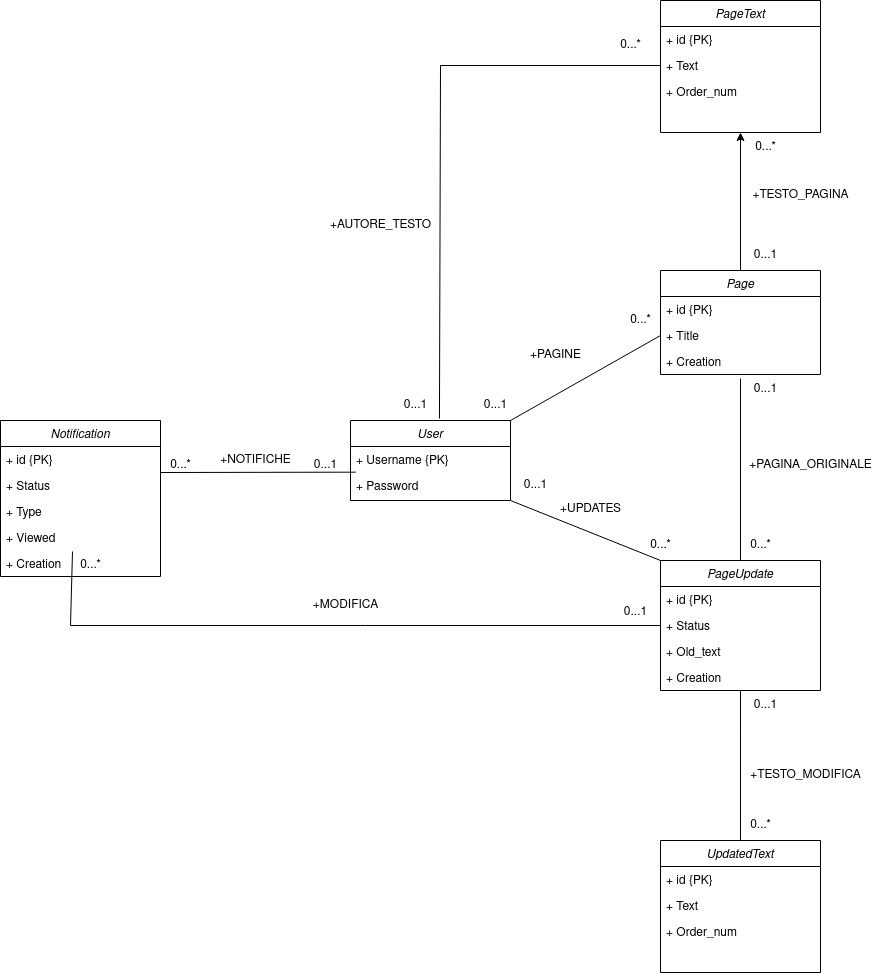 PageText
+ id {PK}
+ Text
+ Order_num
0...*
0...*
+TESTO_PAGINA
+AUTORE_TESTO
0...1
Page
+ id {PK}
+ Title
+ Creation
0...*
+PAGINE
0...1
0...1
0...1
User
+ Username {PK}
+ Password
Notification
+ id {PK}
+ Status
+ Type
+ Viewed
+ Creation
0...*
+NOTIFICHE
0...1
0...*
+PAGINA_ORIGINALE
0...1
+UPDATES
0...*
0...*
PageUpdate
+ id {PK}
+ Status
+ Old_text
+ Creation
+MODIFICA
0...1
0...1
+TESTO_MODIFICA
0...*
UpdatedText
+ id {PK}
+ Text
+ Order_num